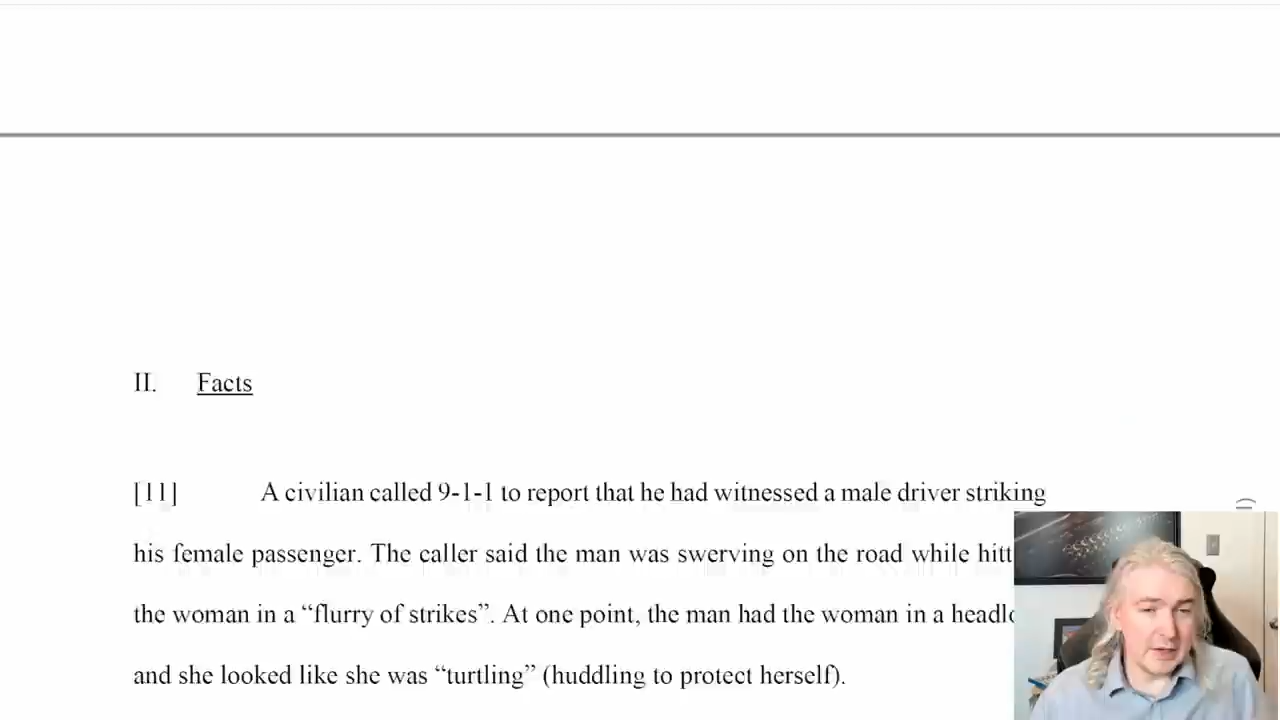 II. Facts
[11] A civilian called 9-1-1 to report that he had witnessed a male driver striking
his female passenger. The caller said the man was swerving on the road while
the woman in a “flurry of strikes”. At one point, the man had the woman in a
and she looked like she was “turtling” (huddling to protect herself).